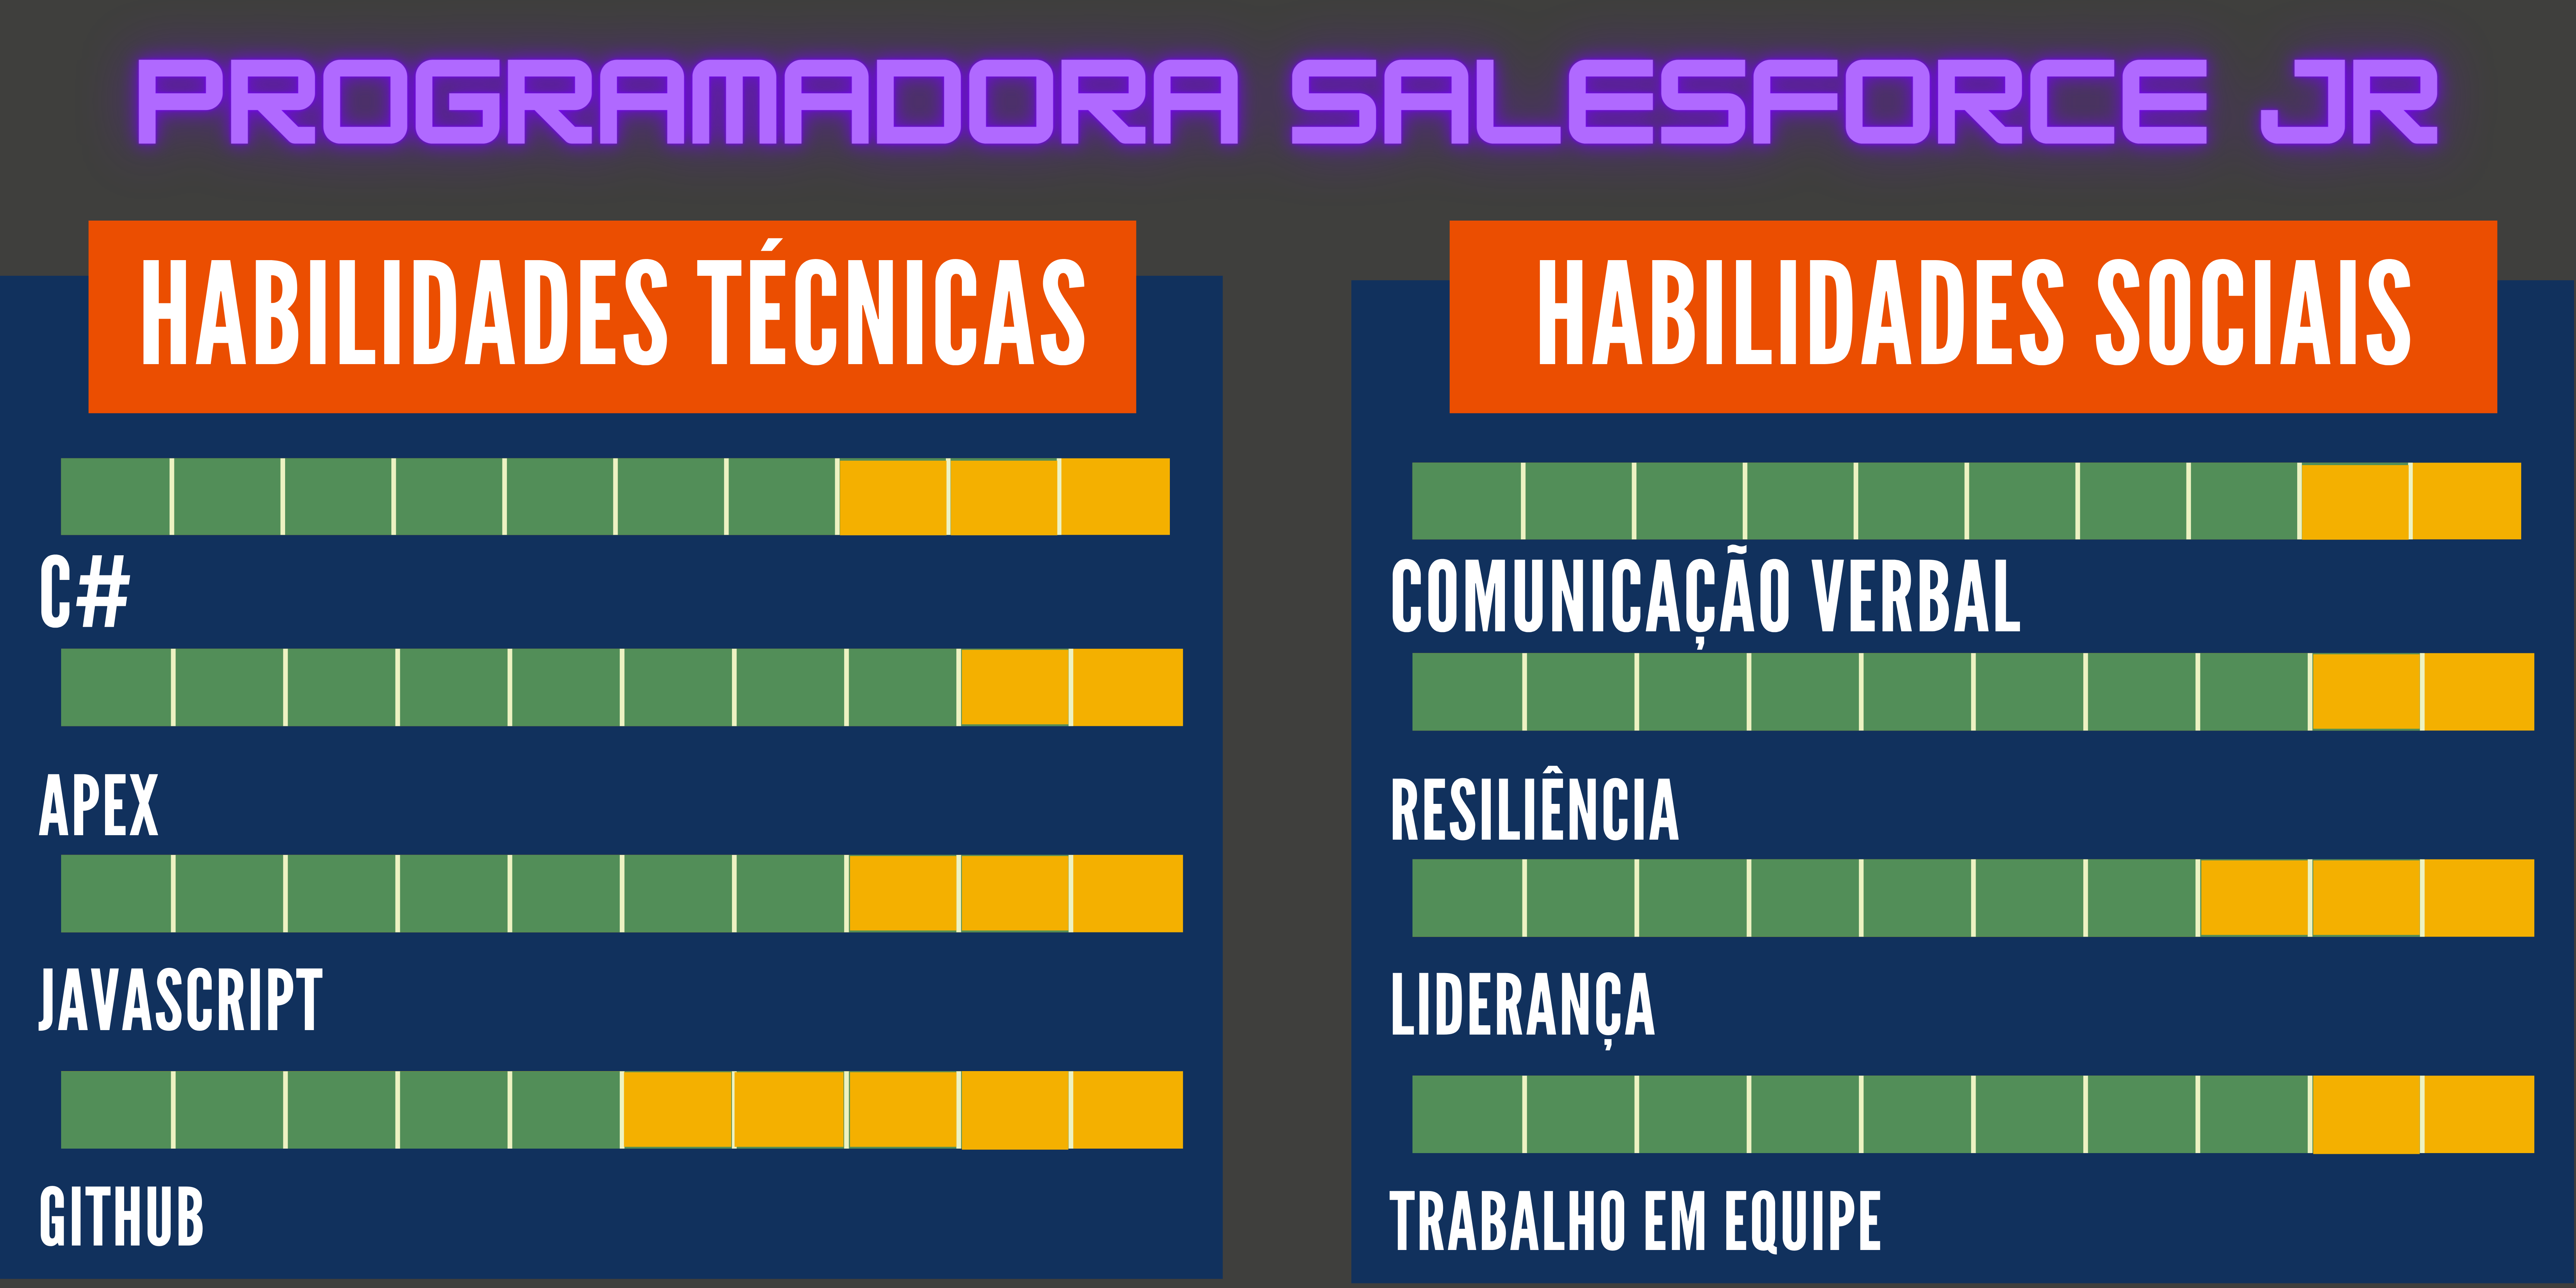 PROGRAMADORA SALESFORCE JR
HABILIDADES TÉCNICAS
C#
APEX
JAVASCRIPT
GITHUB
HABILIDADES SOCIAIS
COMUNICAÇÃO VERBAL
RESILIÊNCIA
LIDERANÇA
TRABALHO EM EQUIPE